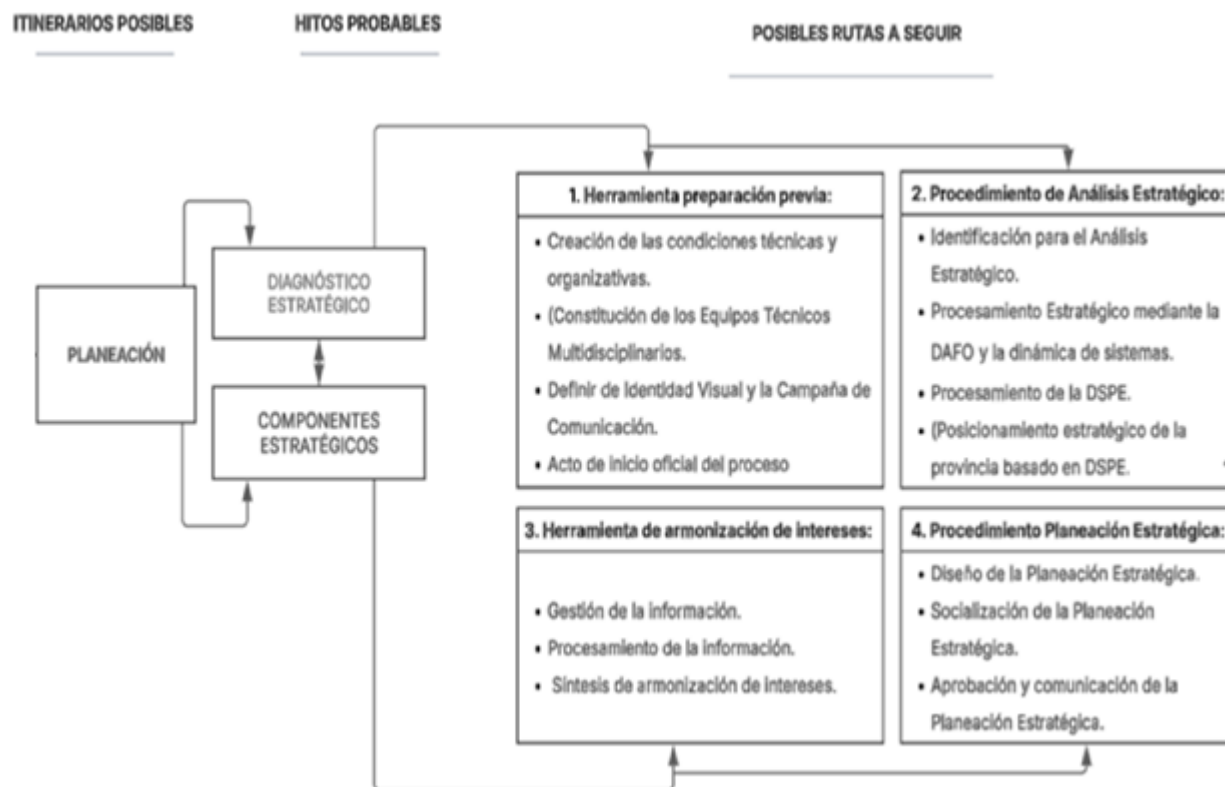 ITINERARIOS POSIBLES
HITOS PROBABLES
POSIBLES RUTAS A SEGUIR
PLANEACIÓN
DIAGNÓSTICO
ESTRATÉGICO
COMPONENTES
ESTRATÉGICOS
1. Herramienta preparación previa:
• Creación de las condiciones técnicas y
organizativas.
• (Constitución de los Equipos Técnicos
Multidisciplinarios.
• Definir de Identidad Visual y la Campaña de
Comunicación.
• Acto de inicio oficial del proceso
2. Procedimiento de Análisis Estratégico:
• Identificación para el Análisis
Estratégico.
• Procesamiento Estratégico mediante la
DAFO y la dinámica de sistemas.
• Procesamiento de la DSPE.
• (Posicionamiento estratégico de la
provincia basado en DSPE.
3. Herramienta de armonización de intereses:
• Gestión de la información.
• Procesamiento de la información.
• Síntesis de armonización de intereses.
4. Procedimiento Planeación Estratégica:
• Diseño de la Planeación Estratégica.
• Socialización de la Planeación
Estratégica.
• Aprobación y comunicación de la
Planeación Estratégica.